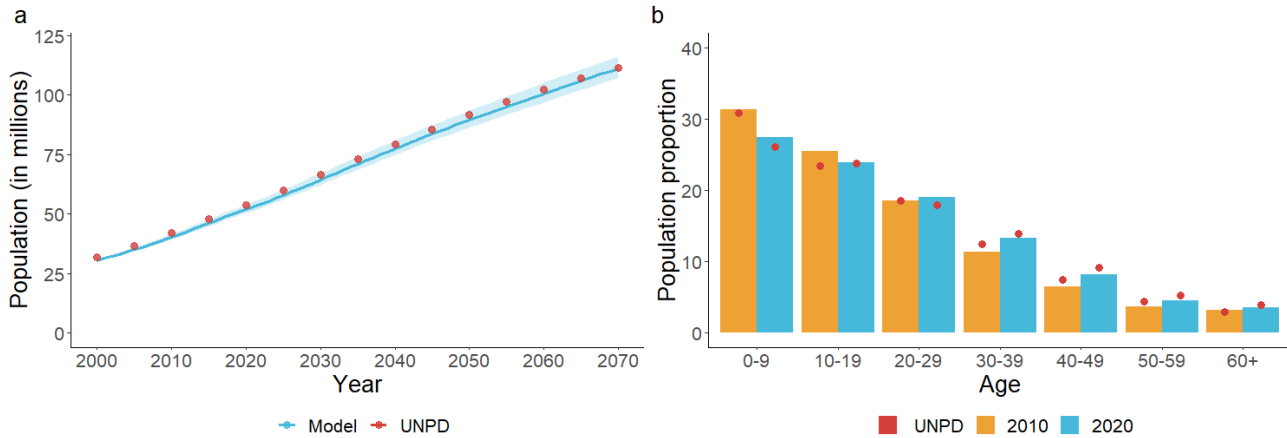 a
Population (in millions)
125
100
75
50
25
0
2000 2010 2020 2030 2040 2050 2060 2070
Year
Model UNPD
b
Population proportion
40
30
20
10
0
0-9 10-19 20-29 30-39 40-49 50-59 60+
Age
UNPD 2010 2020